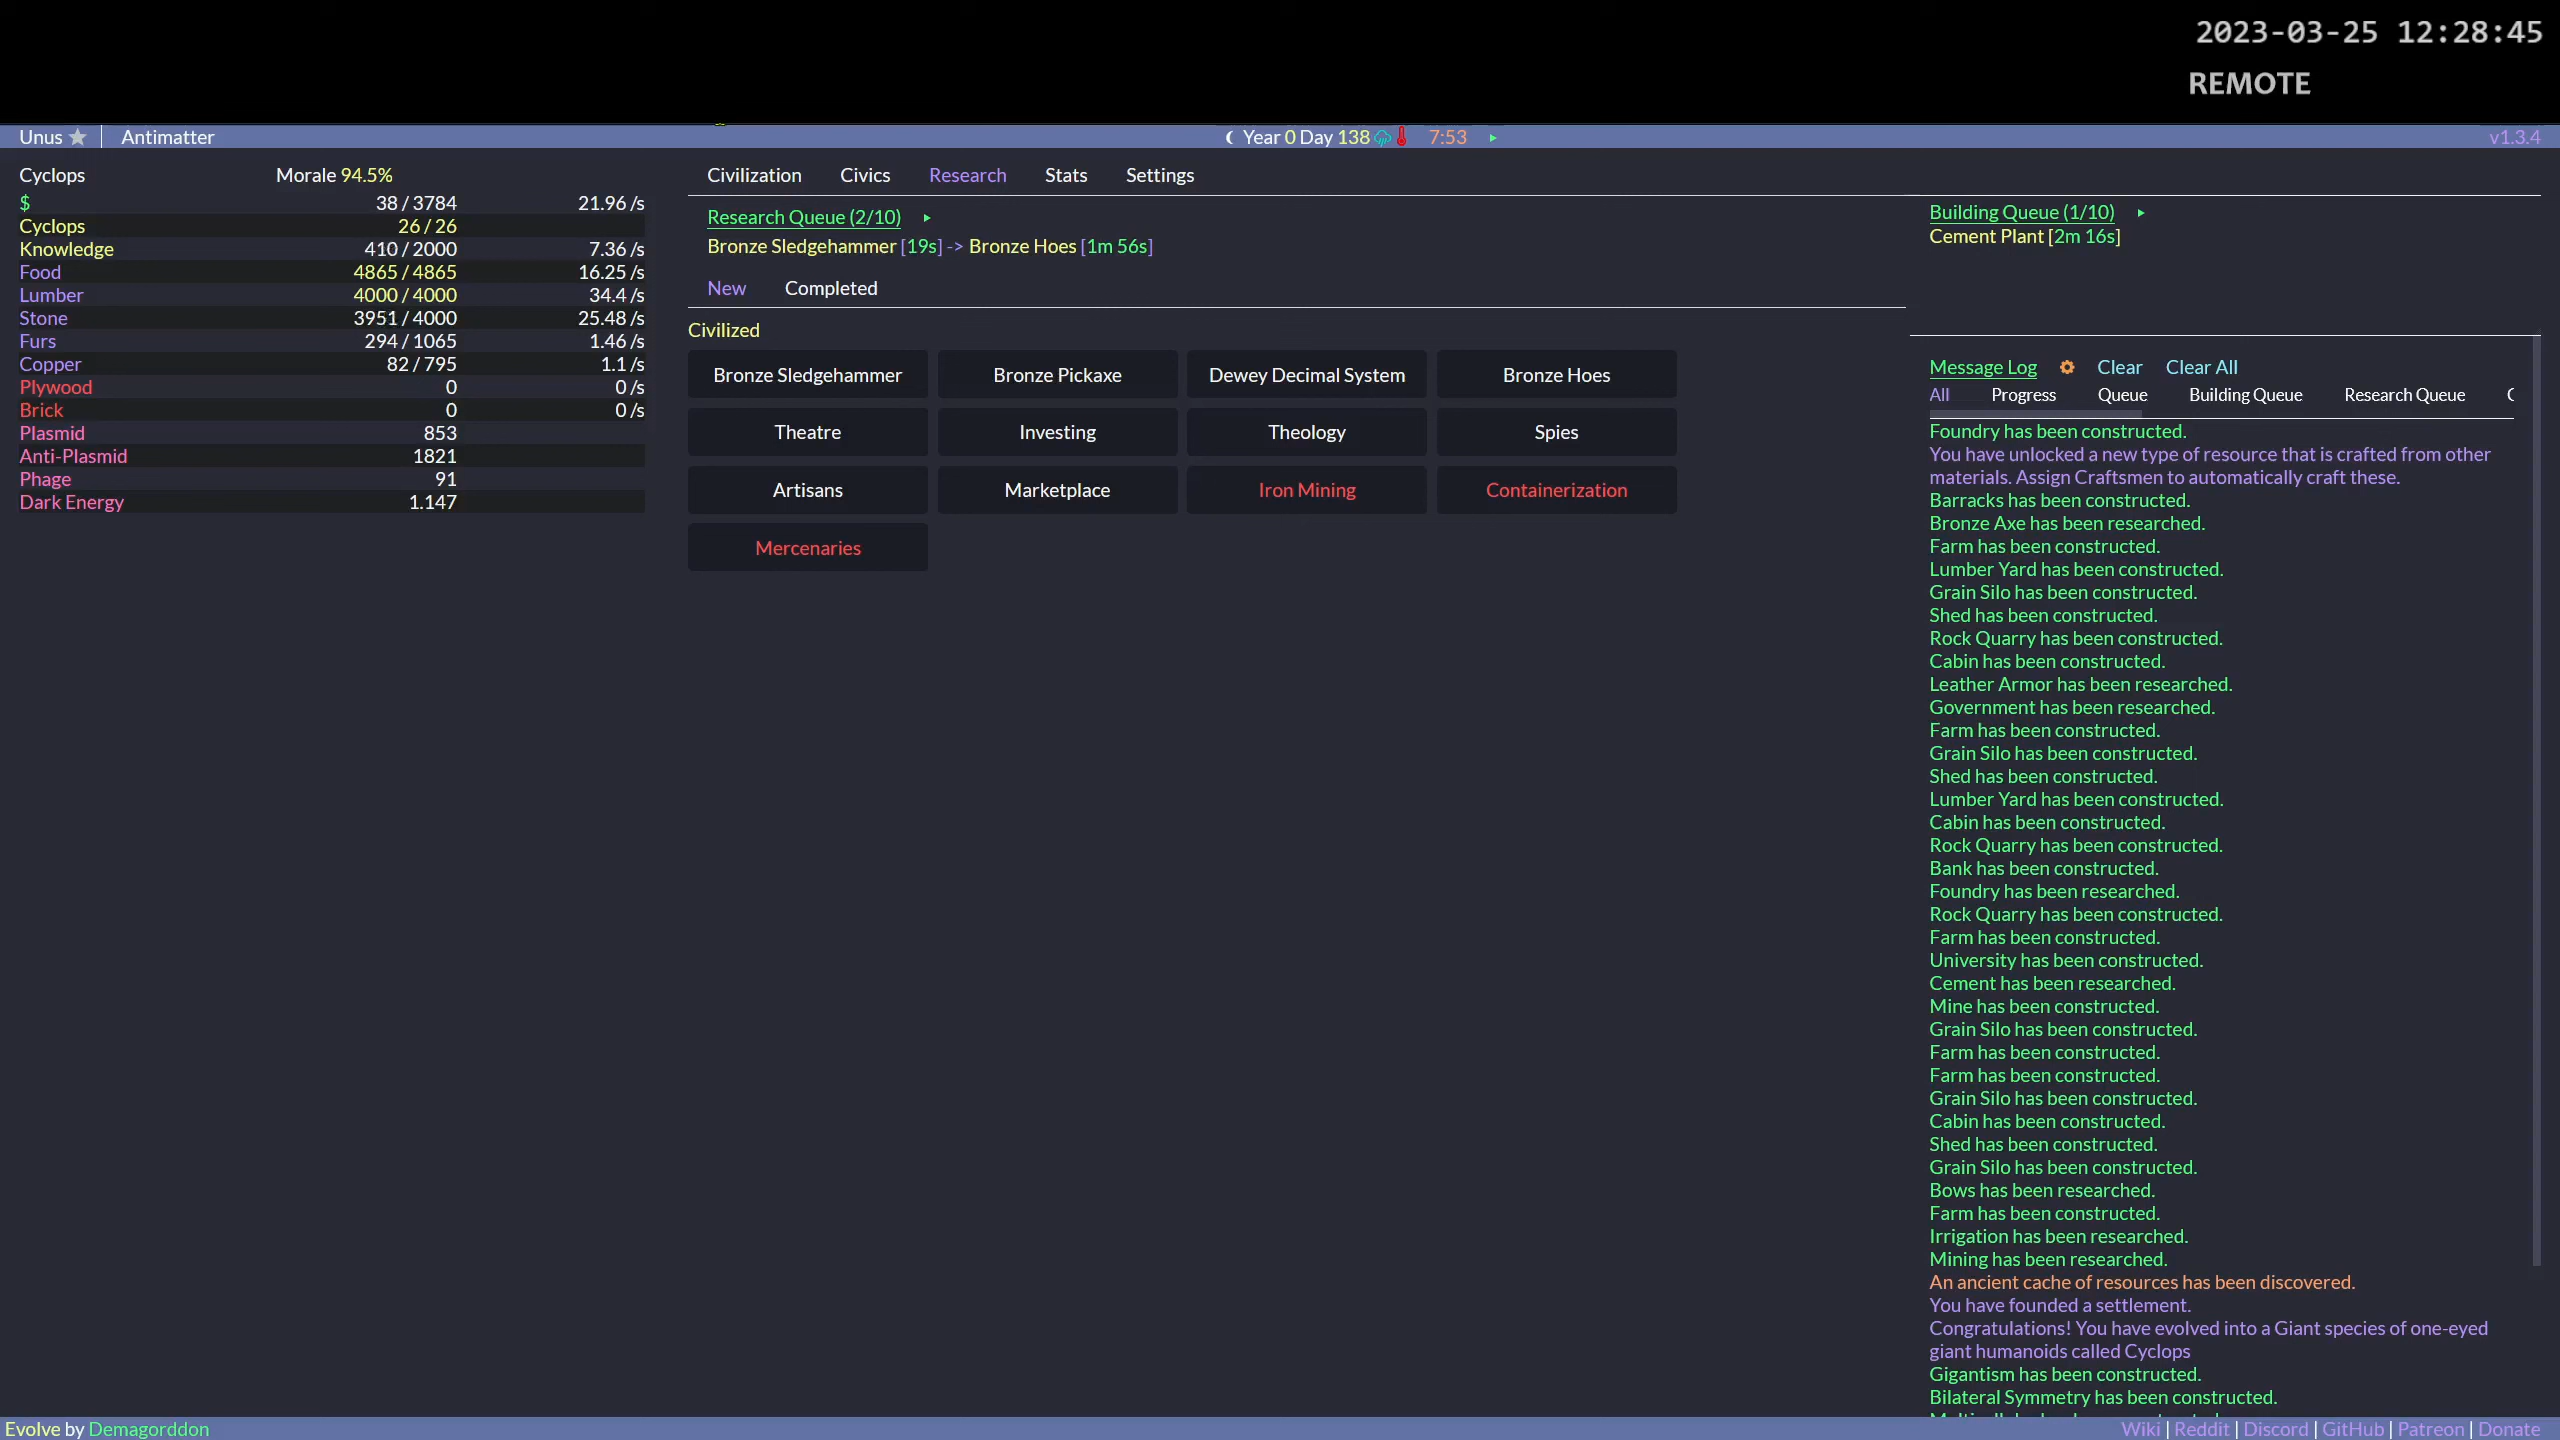 2023-03-25 12:28:45
REMOTE
Unus
Antimatter
Year 0 Day 138
7:53
v1.3.4
Cyclops
Morale 94.5%
$ 38 / 3784 21.96 /s
Cyclops 26 / 26
Knowledge 410 / 2000 7.36 /s
Food 4865 / 4865 16.25 /s
Lumber 4000 / 4000 34.4 /s
Stone 3951 / 4000 25.48 /s
Furs 294 / 1065 1.46 /s
Copper 82 / 795 1.1 /s
Plywood 0 0 /s
Brick 0 0 /s
Plasmid 853
Anti-Plasmid 1821
Phage 91
Dark Energy 1.147
Civilization Civics Research Stats Settings
Research Queue (2/10)
Bronze Sledgehammer [19s] -> Bronze Hoes [1m 56s]
New Completed
Civilized
Bronze Sledgehammer Bronze Pickaxe Dewey Decimal System Bronze Hoes
Theatre Investing Theology Spies
Artisans Marketplace Iron Mining Containerization
Mercenaries
Building Queue (1/10)
Cement Plant [2m 16s]
Message Log Clear Clear All
All Progress Queue Building Queue Research Queue
Foundry has been constructed.
You have unlocked a new type of resource that is crafted from other
materials. Assign Craftsmen to automatically craft these.
Barracks has been constructed.
Bronze Axe has been researched.
Farm has been constructed.
Lumber Yard has been constructed.
Grain Silo has been constructed.
Shed has been constructed.
Rock Quarry has been constructed.
Cabin has been constructed.
Leather Armor has been researched.
Government has been researched.
Farm has been constructed.
Grain Silo has been constructed.
Shed has been constructed.
Lumber Yard has been constructed.
Cabin has been constructed.
Rock Quarry has been constructed.
Bank has been constructed.
Foundry has been researched.
Rock Quarry has been constructed.
Farm has been constructed.
University has been constructed.
Cement has been researched.
Mine has been constructed.
Grain Silo has been constructed.
Farm has been constructed.
Farm has been constructed.
Grain Silo has been constructed.
Cabin has been constructed.
Shed has been constructed.
Grain Silo has been constructed.
Bows has been researched.
Farm has been constructed.
Irrigation has been researched.
Mining has been researched.
An ancient cache of resources has been discovered.
You have founded a settlement.
Congratulations! You have evolved into a Giant species of one-eyed
giant humanoids called Cyclops
Gigantism has been constructed.
Bilateral Symmetry has been constructed.
Evolve by Demagorddon
Wiki | Reddit | Discord | GitHub | Patreon | Donate